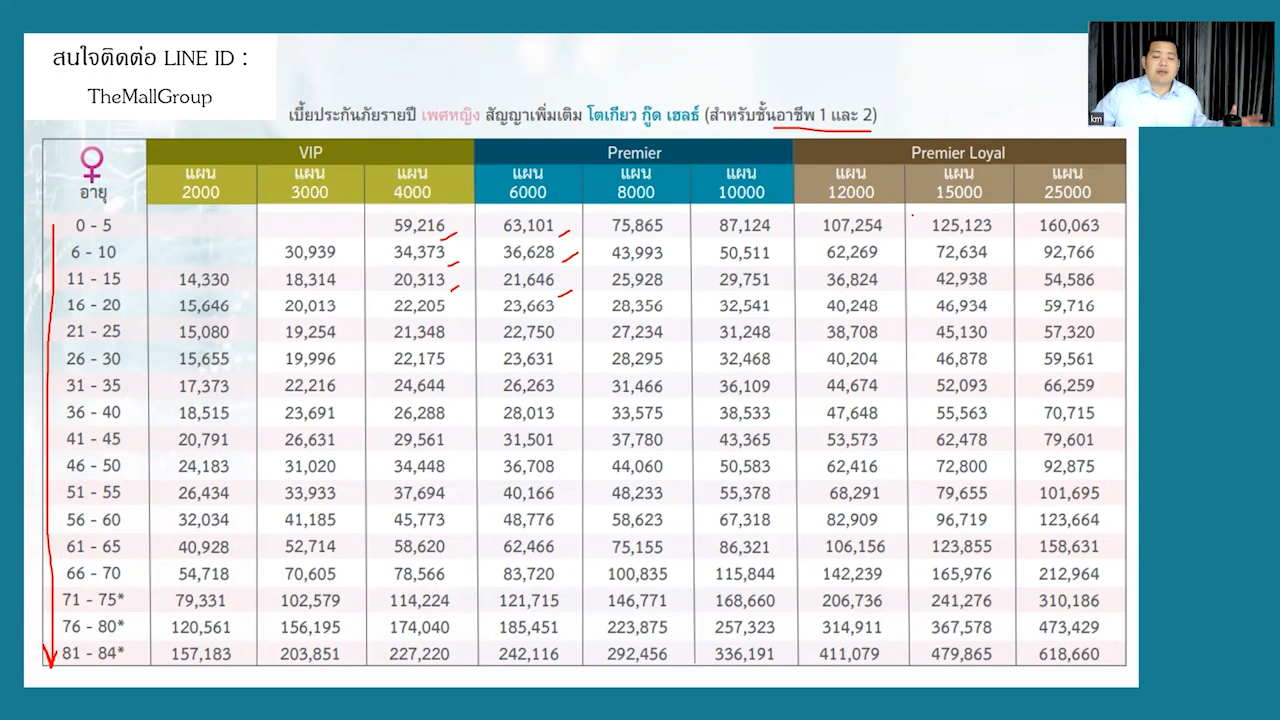 สนใจติดต่อ LINE ID :
TheMallGroup
เบี้ยประกันภัยรายปี เพศหญิง สัญญาเพิ่มเติม โตเกียว กู๊ด เฮลธ์ (สำหรับชั้นอาชีพ 1 และ 2)
VIP Premier Premier Loyal
แผน แผน แผน แผน แผน แผน แผน แผน แผน
อายุ 2000 3000 4000 6000 8000 10000 12000 15000 25000
0 - 5 59,216 63,101 75,865 87,124 107,254 125,123 160,063
6 - 10 30,939 34,373 36,628 43,993 50,511 62,269 72,634 92,766
11 - 15 14,330 18,314 20,313 21,646 25,928 29,751 36,824 42,938 54,586
16 - 20 15,646 20,013 22,205 23,663 28,356 32,541 40,248 46,934 59,716
21 - 25 15,080 19,254 21,348 22,750 27,234 31,248 38,708 45,130 57,320
26 - 30 15,655 19,996 22,175 23,631 28,295 32,468 40,204 46,878 59,561
31 - 35 17,373 22,216 24,644 26,263 31,466 36,109 44,674 52,093 66,259
36 - 40 18,515 23,691 26,288 28,013 33,575 38,533 47,648 55,563 70,715
41 - 45 20,791 26,631 29,561 31,501 37,780 43,365 53,573 62,478 79,601
46 - 50 24,183 31,020 34,448 36,708 44,060 50,583 62,416 72,800 92,875
51 - 55 26,434 33,933 37,694 40,166 48,233 55,378 68,291 79,655 101,695
56 - 60 32,034 41,185 45,773 48,776 58,623 67,318 82,909 96,719 123,664
61 - 65 40,928 52,714 58,620 62,466 75,155 86,321 106,156 123,855 158,631
66 - 70 54,718 70,605 78,566 83,720 100,835 115,844 142,239 165,976 212,964
71 - 75* 79,331 102,579 114,224 121,715 146,771 168,660 206,736 241,276 310,186
76 - 80* 120,561 156,195 174,040 185,451 223,875 257,323 314,911 367,578 473,429
81 - 84* 157,183 203,851 227,220 242,116 292,456 336,191 411,079 479,865 618,660
km